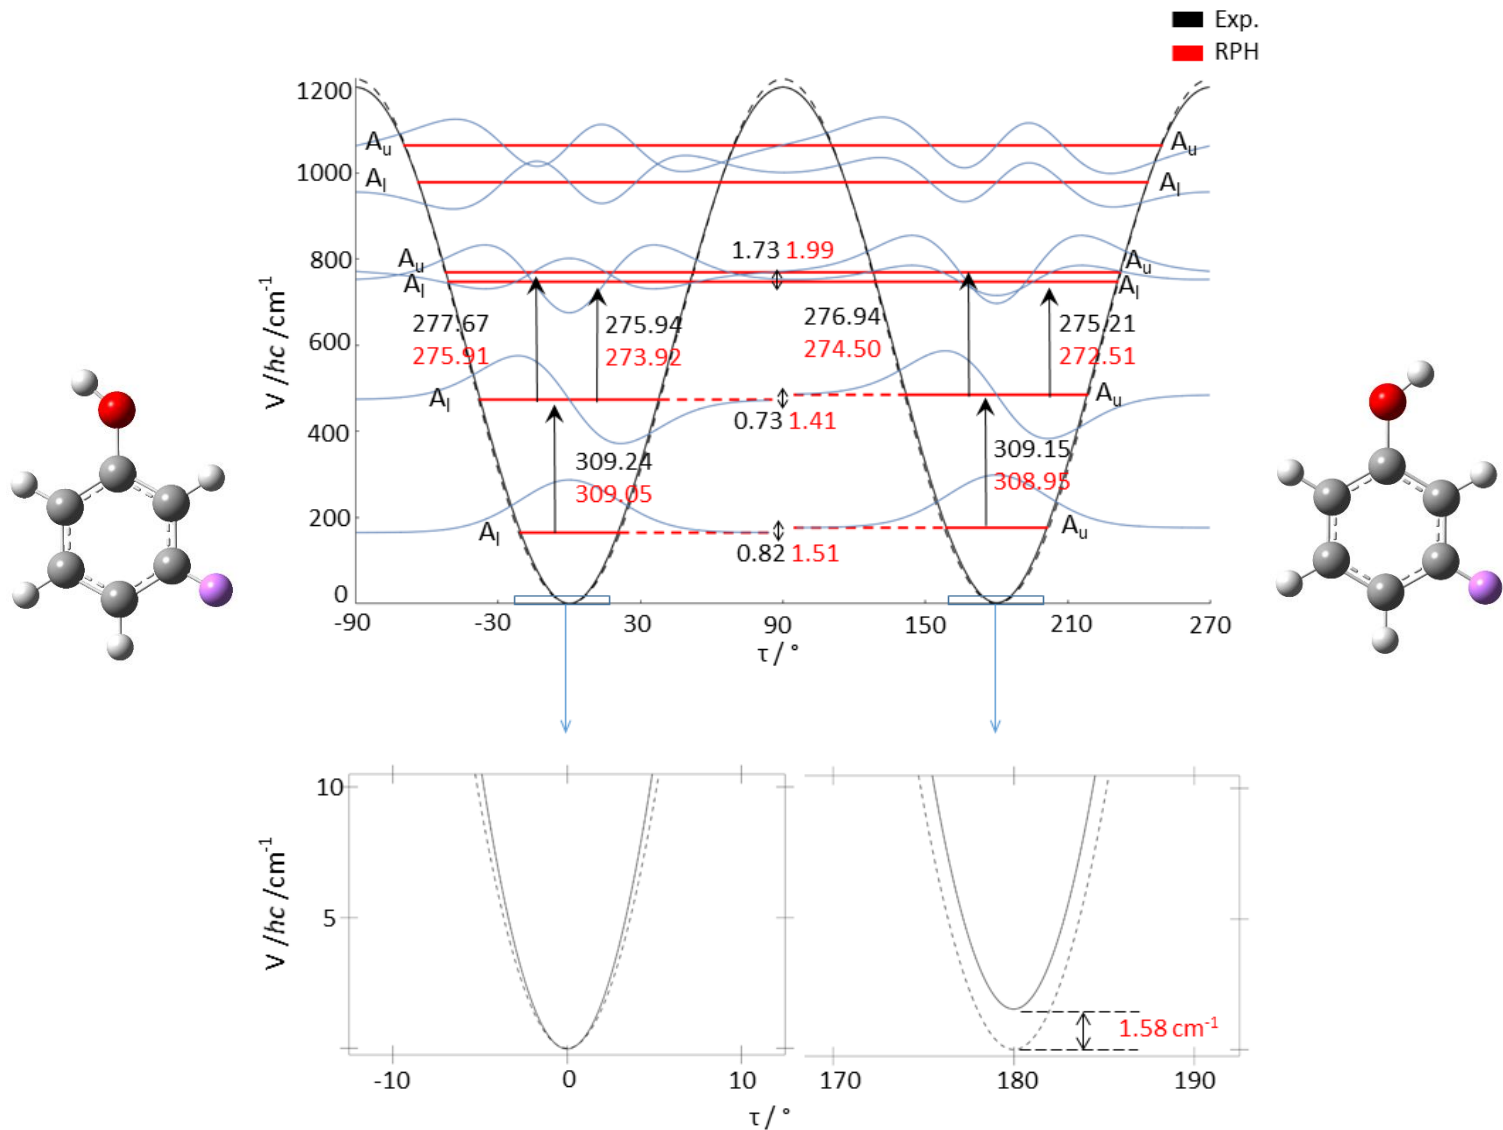 Exp.
RPH
V /hc /cm-1
1200
1000
800
600
400
200
0
Au
Au
Al
Al
1.73 1.99
Au
Au
Al
Al
277.67
275.91
275.94
273.92
276.94
274.50
275.21
272.51
Al
Au
0.73 1.41
309.24
309.05
309.15
308.95
Al
Au
0.82 1.51
-90
-30
30
90
150
210
270
τ / °
V /hc /cm-1
10
5
1.58 cm-1
-10
0
10
170
180
190
τ / °